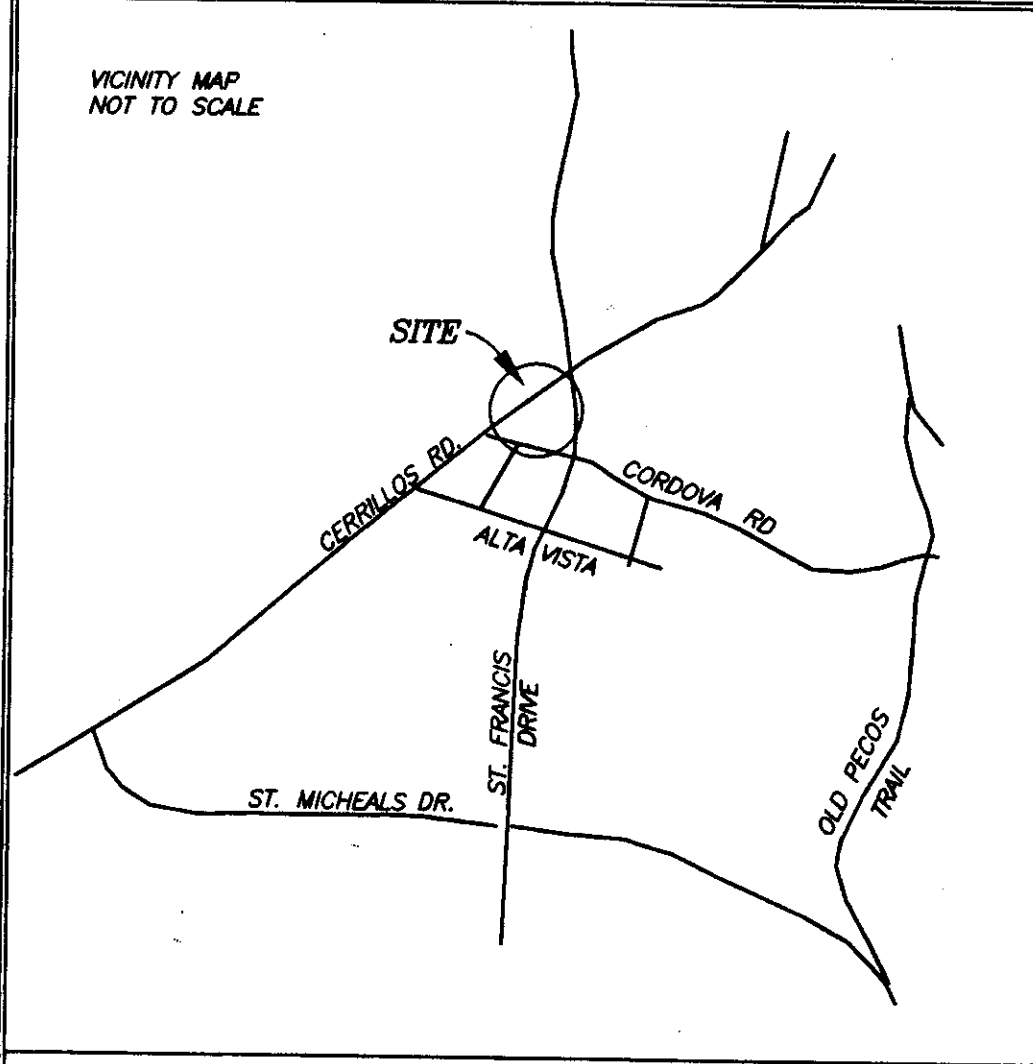 VICINITY MAP
NOT TO SCALE
SITE
CERRILLOS RD.
CORDOVA RD
ALTA VISTA
ST. FRANCIS
DRIVE
OLD PECOS
TRAIL
ST. MICHEALS DR.